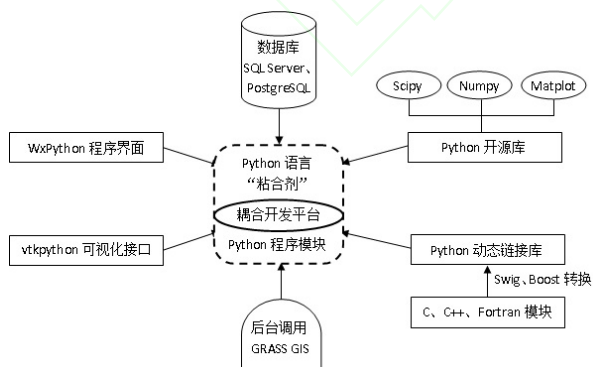 数据库
SQL Server、
PostgreSQL
Scipy
Numpy
Matplot
WxPython 程序界面
Python 语言
“粘合剂”
Python 开源库
耦合开发平台
vtkpython 可视化接口
Python 程序模块
Python 动态链接库
Swig、Boost 转换
后台调用
GRASS GIS
C、C++、Fortran 模块